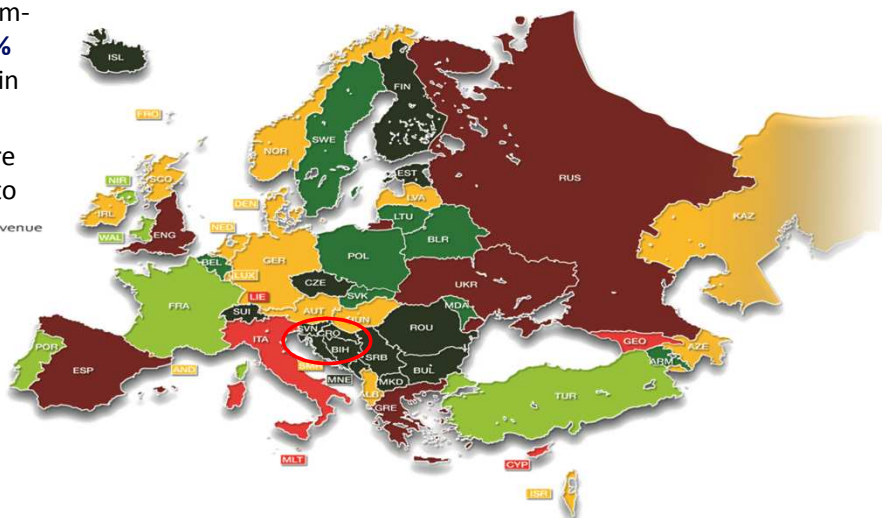 m-
%
in
re
to
venue
ISL
FRO
FIN
SWE
NOR
RUS
EST
NIR
SCO
DEN
LVA
KAZ
IRL
LTU
WAL
ENG
NED
BLR
GER
POL
BEL
LUX
CZE
UKR
SVK
LIE
MDA
FRA
SUI
AUT
HUN
ROU
SVN
CRO
ITA
BIH
GEO
POR
SRB
AZE
ARM
ESP
AND
SMR
BUL
MNE
MKD
ALB
TUR
GRE
MLT
CYP
ISR